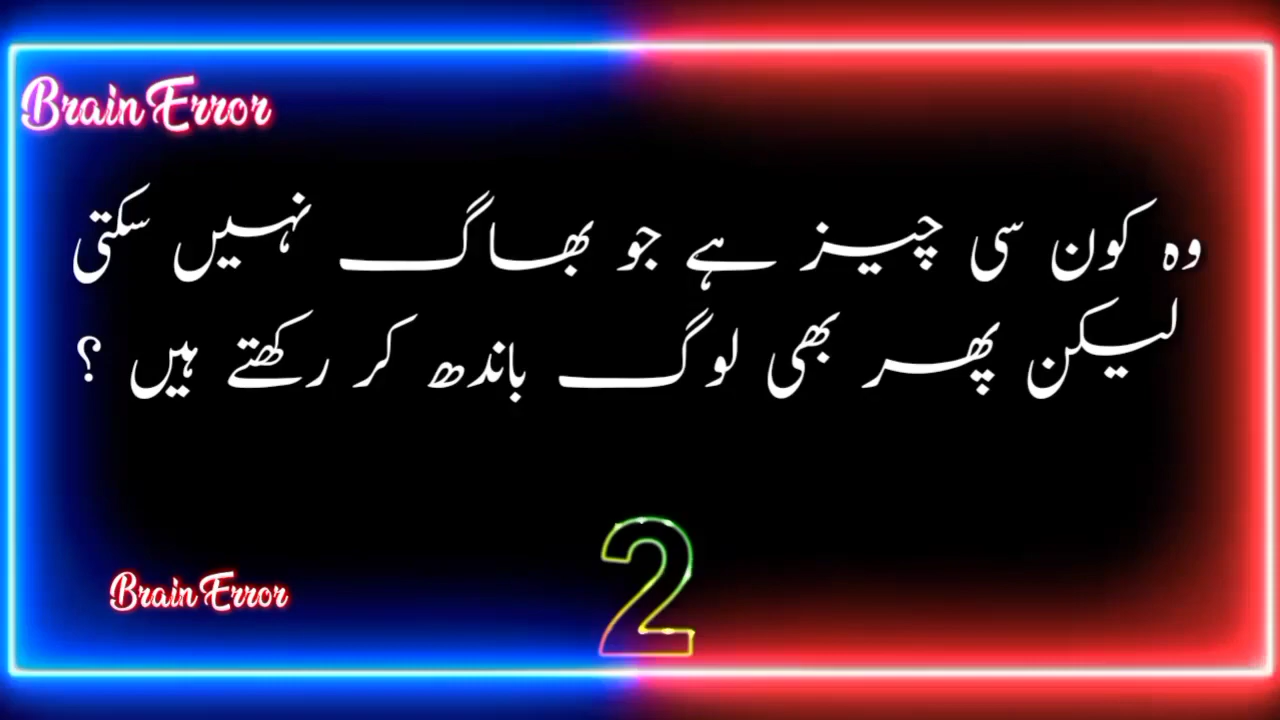 Brain Error
وہ کون سی چیز ہے جو بھاگ نہیں سکتی
لیکن پھر بھی لوگ باندھ کر رکھتے ہیں ؟
2
Brain Error